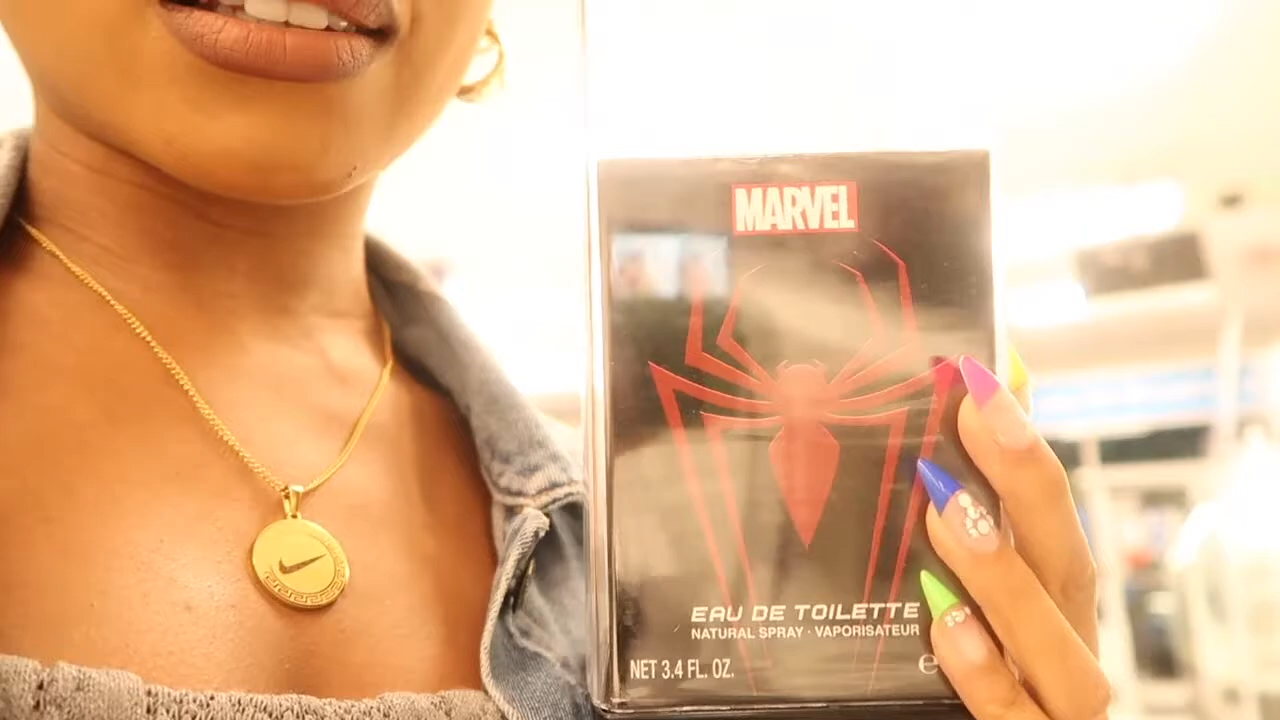 MARVEL
EAU DE TOILETTE
NATURAL SPRAY · VAPORISATEUR
NET 3.4 FL. OZ.
e